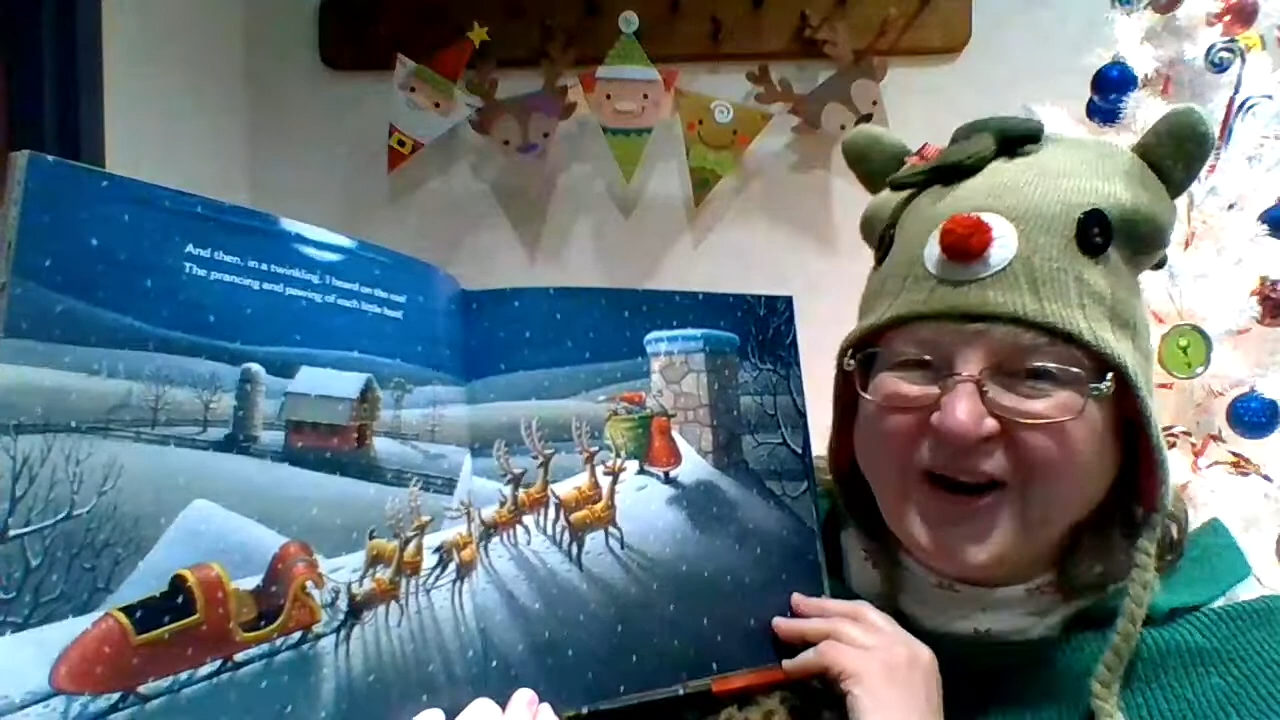 And then, in a twinkling, I heard on the roof
The prancing and pawing of each little hoof.